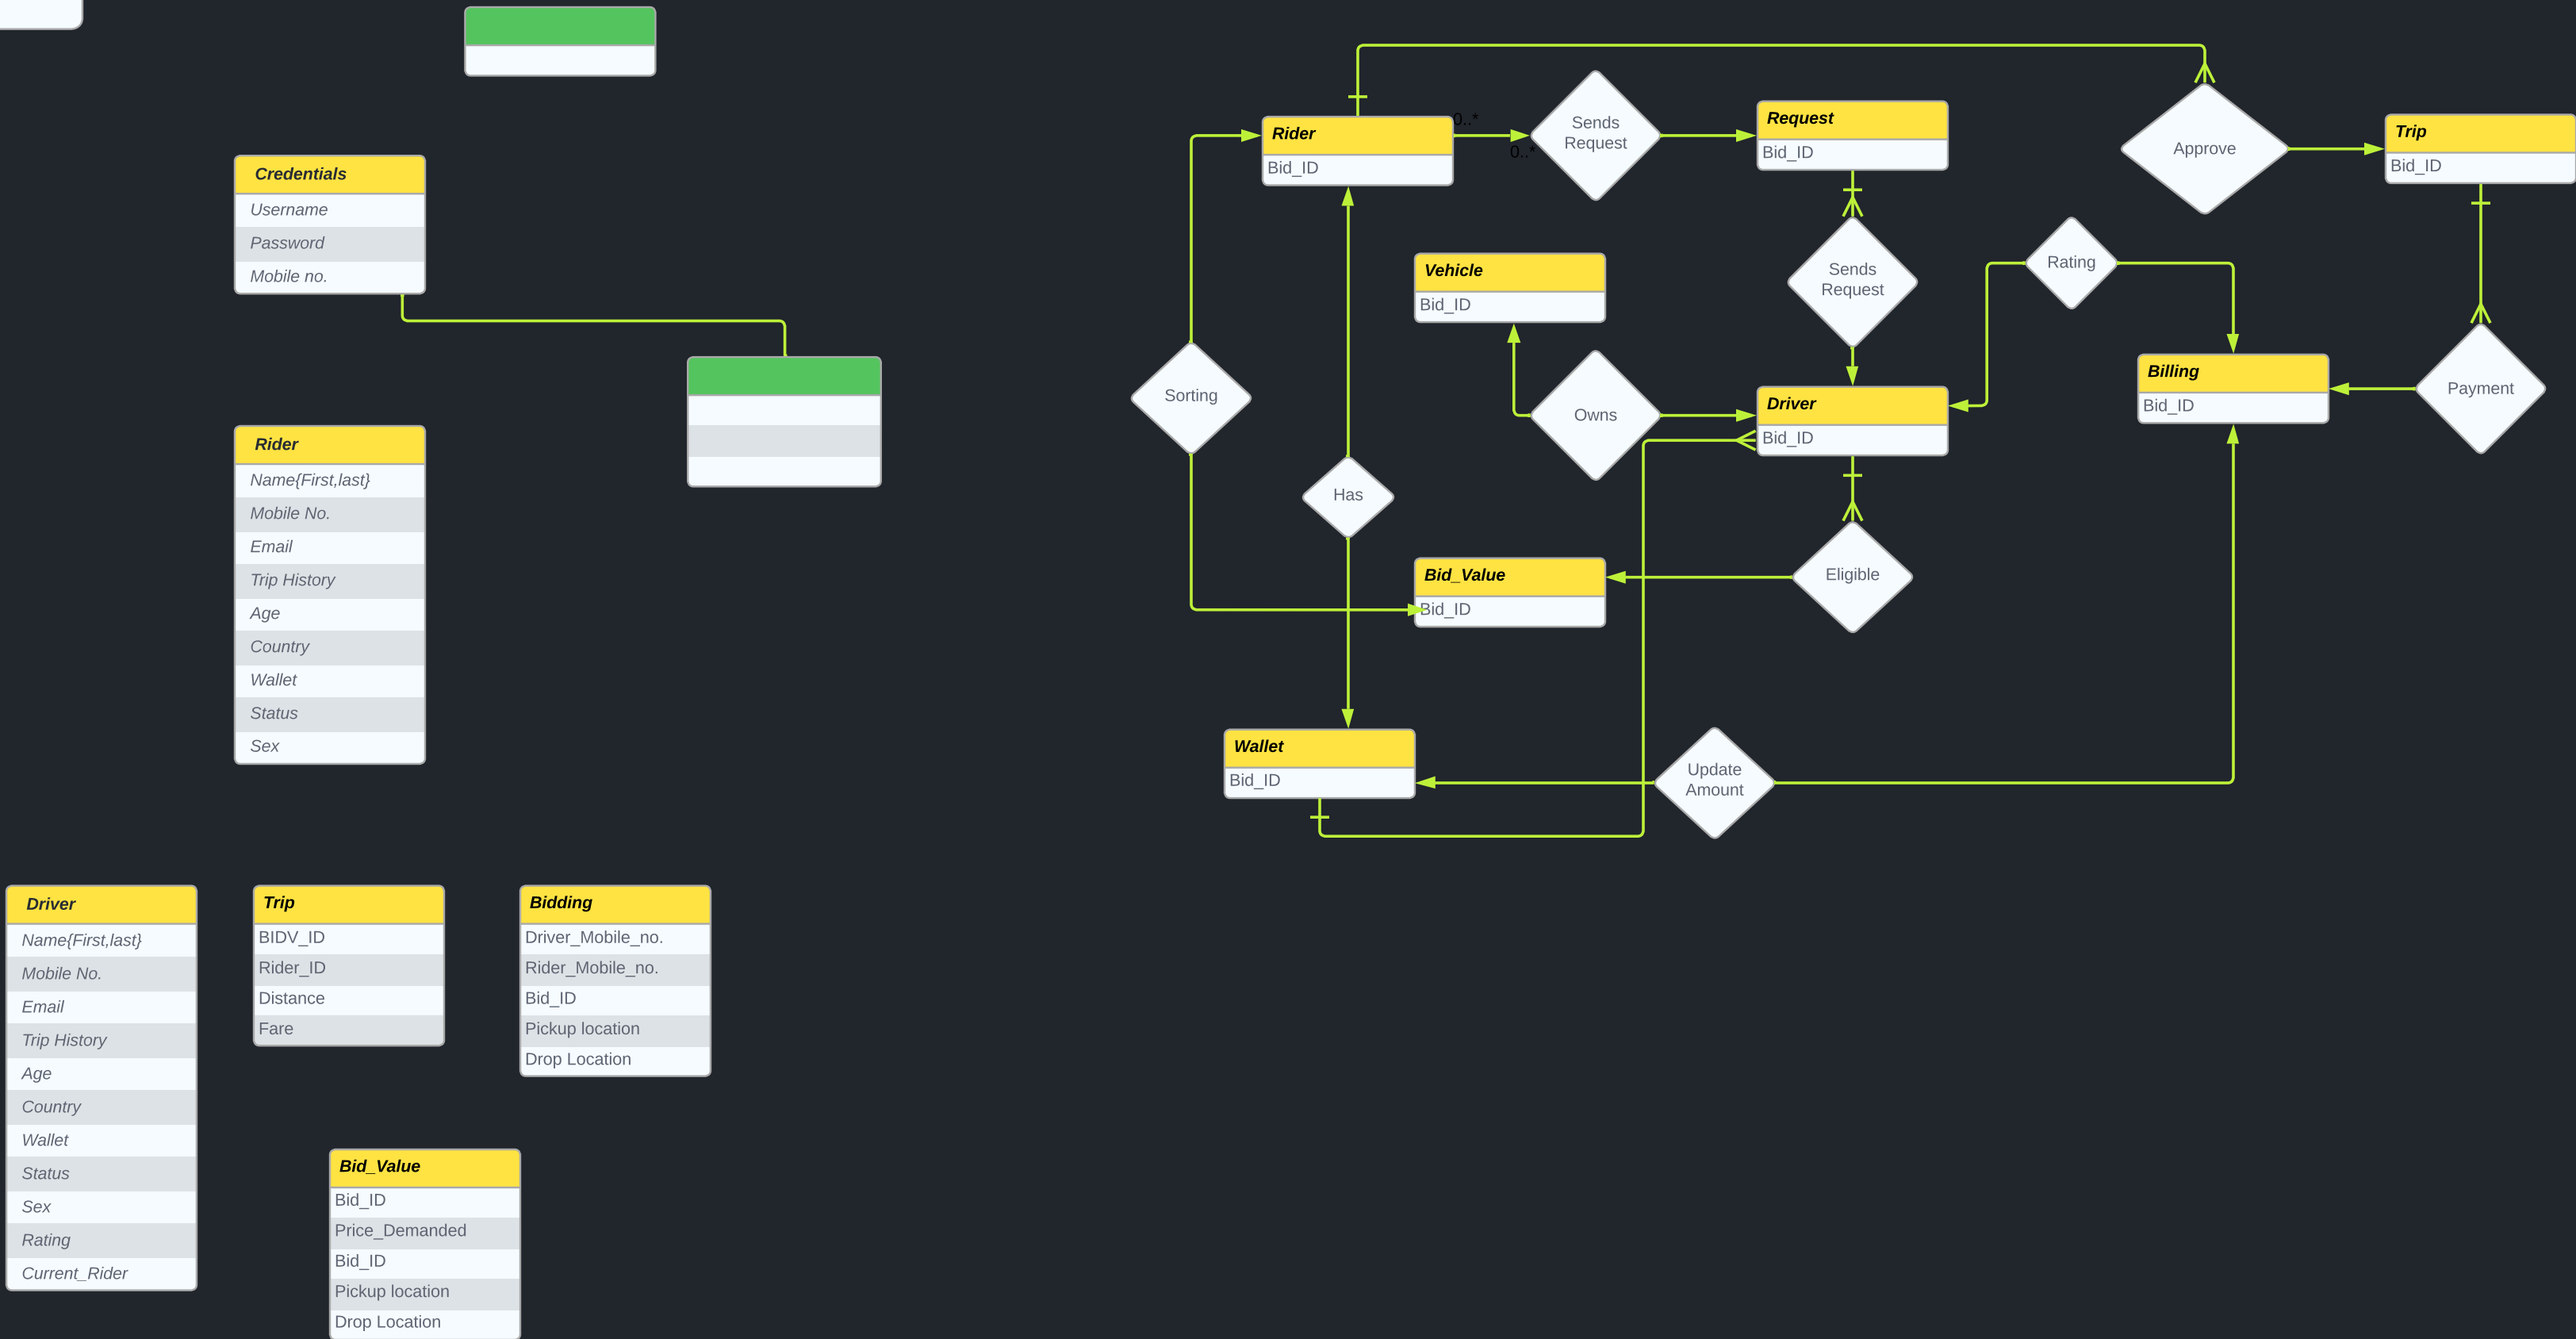 Credentials
Username
Password
Mobile no.
Rider
Name{First,last}
Mobile No.
Email
Trip History
Age
Country
Wallet
Status
Sex
Driver
Name{First,last}
Mobile No.
Email
Trip History
Age
Country
Wallet
Status
Sex
Rating
Current_Rider
Trip
BIDV_ID
Rider_ID
Distance
Fare
Bidding
Driver_Mobile_no.
Rider_Mobile_no.
Bid_ID
Pickup location
Drop Location
Bid_Value
Bid_ID
Price_Demanded
Bid_ID
Pickup location
Drop Location
Rider
Bid_ID
0..*
0..*
Sends
Request
Request
Bid_ID
Approve
Trip
Bid_ID
Vehicle
Bid_ID
Sends
Request
Rating
Sorting
Owns
Driver
Bid_ID
Billing
Bid_ID
Payment
Has
Bid_Value
Bid_ID
Eligible
Wallet
Bid_ID
Update
Amount